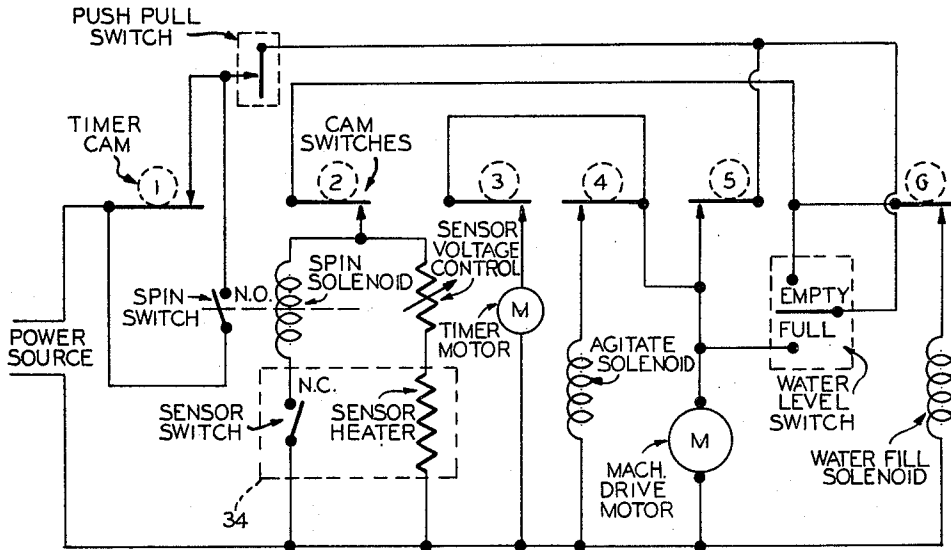 PUSH PULL
SWITCH
TIMER
CAM
CAM
SWITCHES
1
2
3
4
5
6
SPIN
SWITCH
N.O.
SPIN
SOLENOID
SENSOR
VOLTAGE
CONTROL
TIMER
MOTOR
M
AGITATE
SOLENOID
EMPTY
FULL
WATER
LEVEL
SWITCH
POWER
SOURCE
SENSOR
SWITCH
N.C.
SENSOR
HEATER
MACH.
DRIVE
MOTOR
M
WATER FILL
SOLENOID
34